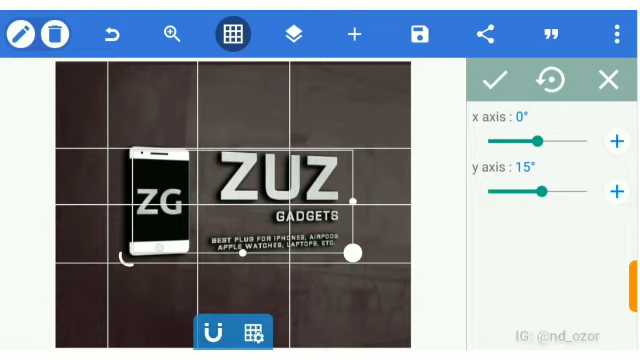 x axis : 0°
y axis : 15°
ZG
ZUZ
GADGETS
BEST PLUG FOR IPHONES, AIRPODS
APPLE WATCHES, LAPTOPS, ETC.
IG: @nd_ozor